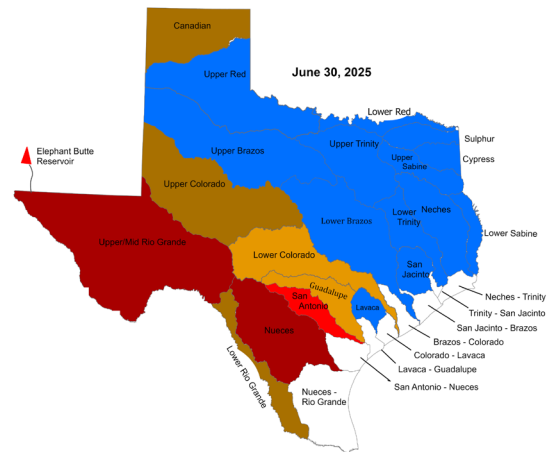 Canadian
June 30, 2025
Upper Red
Lower Red
Sulphur
Upper Trinity
Elephant Butte
Reservoir
Upper Brazos
Upper
Sabine
Cypress
Upper Colorado
Lower Brazos
Lower
Trinity
Neches
Lower Sabine
Upper/Mid Rio Grande
Lower Colorado
San
Jacinto
Guadalupe
San
Antonio
Lavaca
Neches - Trinity
Trinity - San Jacinto
San Jacinto - Brazos
Nueces
Brazos - Colorado
Colorado - Lavaca
Lavaca - Guadalupe
San Antonio - Nueces
Lower Rio Grande
Nueces -
Rio Grande